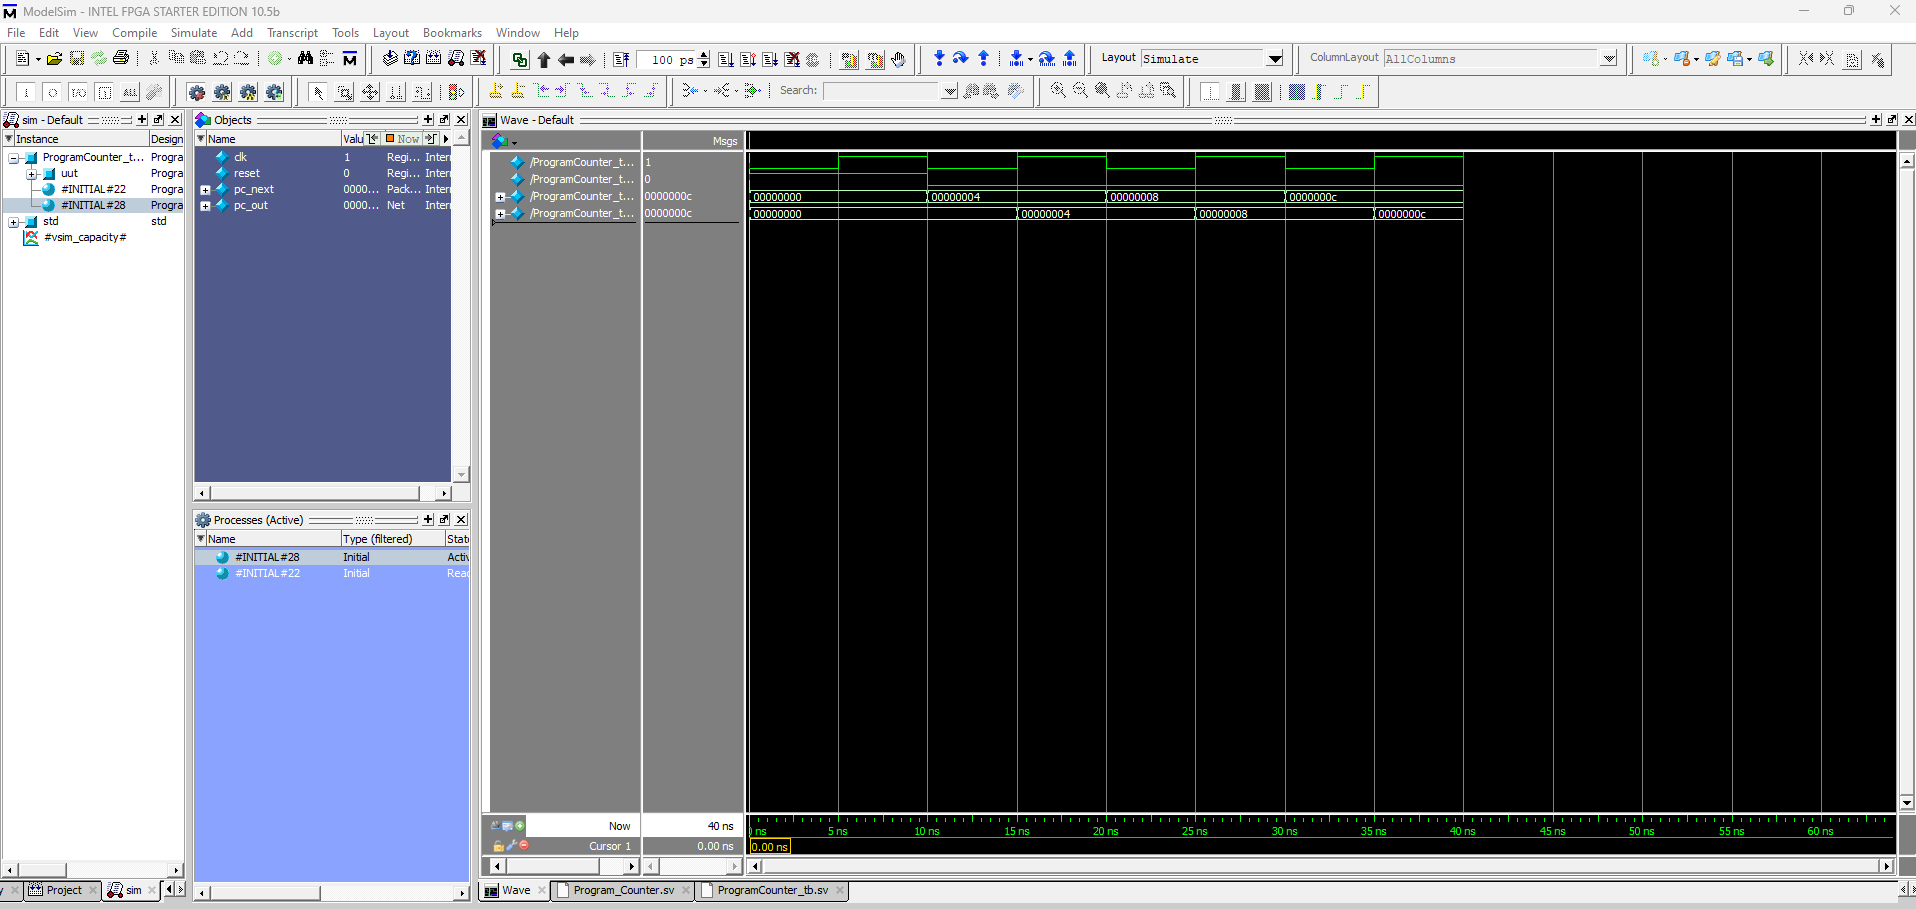 ModelSim - INTEL FPGA STARTER EDITION 10.5b
File Edit View Compile Simulate Add Transcript Tools Layout Bookmarks Window Help
100 ps
Layout Simulate
ColumnLayout AllColumns
Search:
sim - Default
Instance Design
ProgramCounter_t... Progra
uut Progra
#INITIAL#22 Progra
#INITIAL#28 Progra
std std
#vsim_capacity#
Objects
Name Valu Now
clk 1 Regi... Inter
reset 0 Regi... Inter
pc_next 0000... Pack... Inter
pc_out 0000... Net Inter
Processes (Active)
Name Type (filtered) State
#INITIAL#28 Initial Activ
#INITIAL#22 Initial Reac
Wave - Default
Msgs
/ProgramCounter_t... 1
/ProgramCounter_t... 0
/ProgramCounter_t... 0000000c 00000000 00000004 00000008 0000000c
/ProgramCounter_t... 0000000c 00000000 00000004 00000008 0000000c
Now 40 ns
ns 5 ns 10 ns 15 ns 20 ns 25 ns 30 ns 35 ns 40 ns 45 ns 50 ns 55 ns 60 ns
Cursor 1 0.00 ns 0.00 ns
Project sim
Wave Program_Counter.sv ProgramCounter_tb.sv